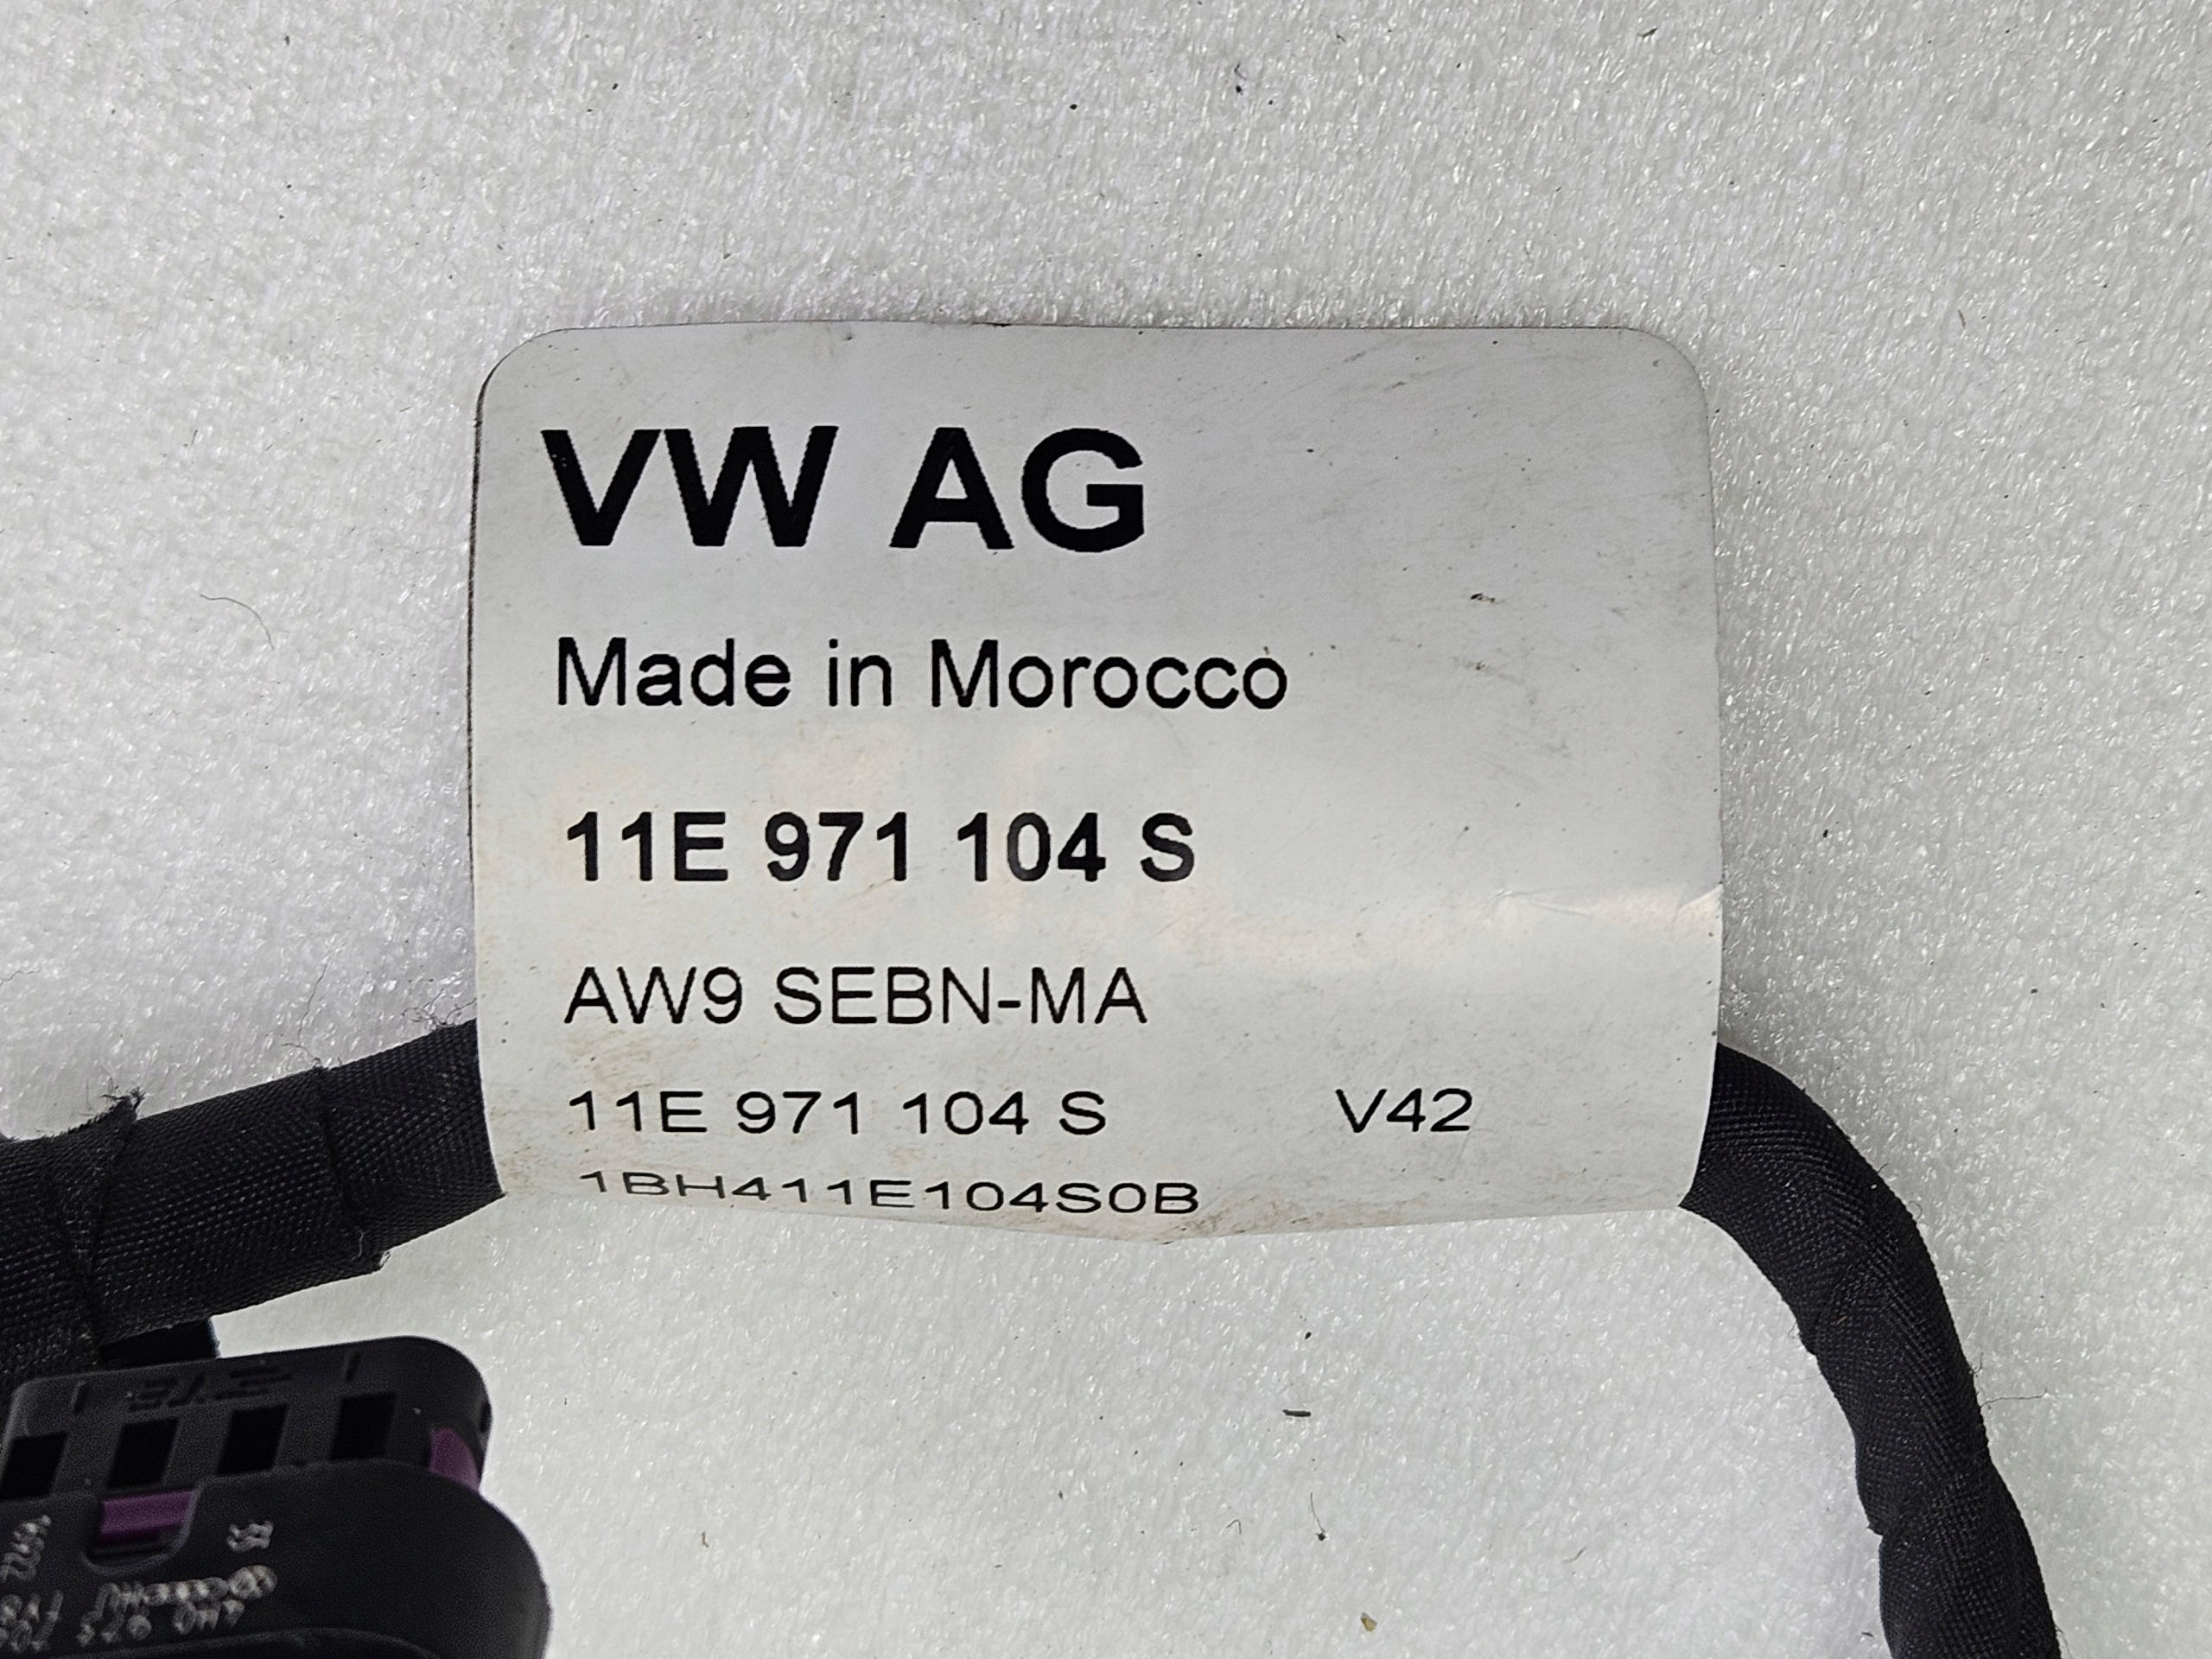 VW AG
Made in Morocco
11E 971 104 S
AW9 SEBN-MA
11E 971 104 S V42
1BH411E104S0B